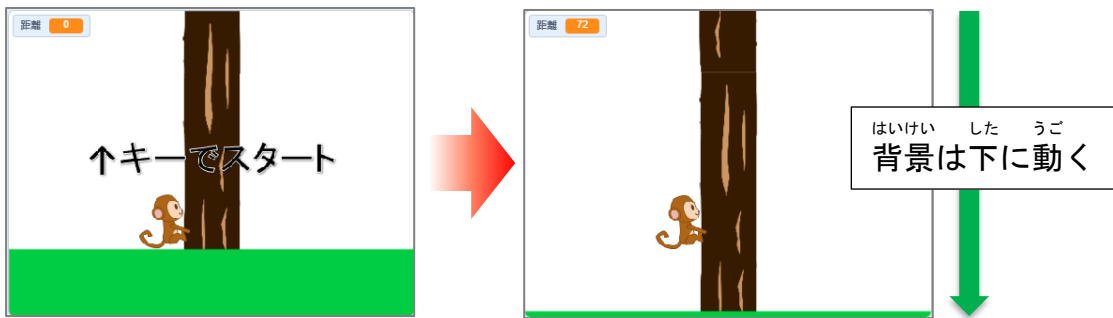 距離 0
↑キーでスタート
距離 72
はいけい した うご
背景は下に動く